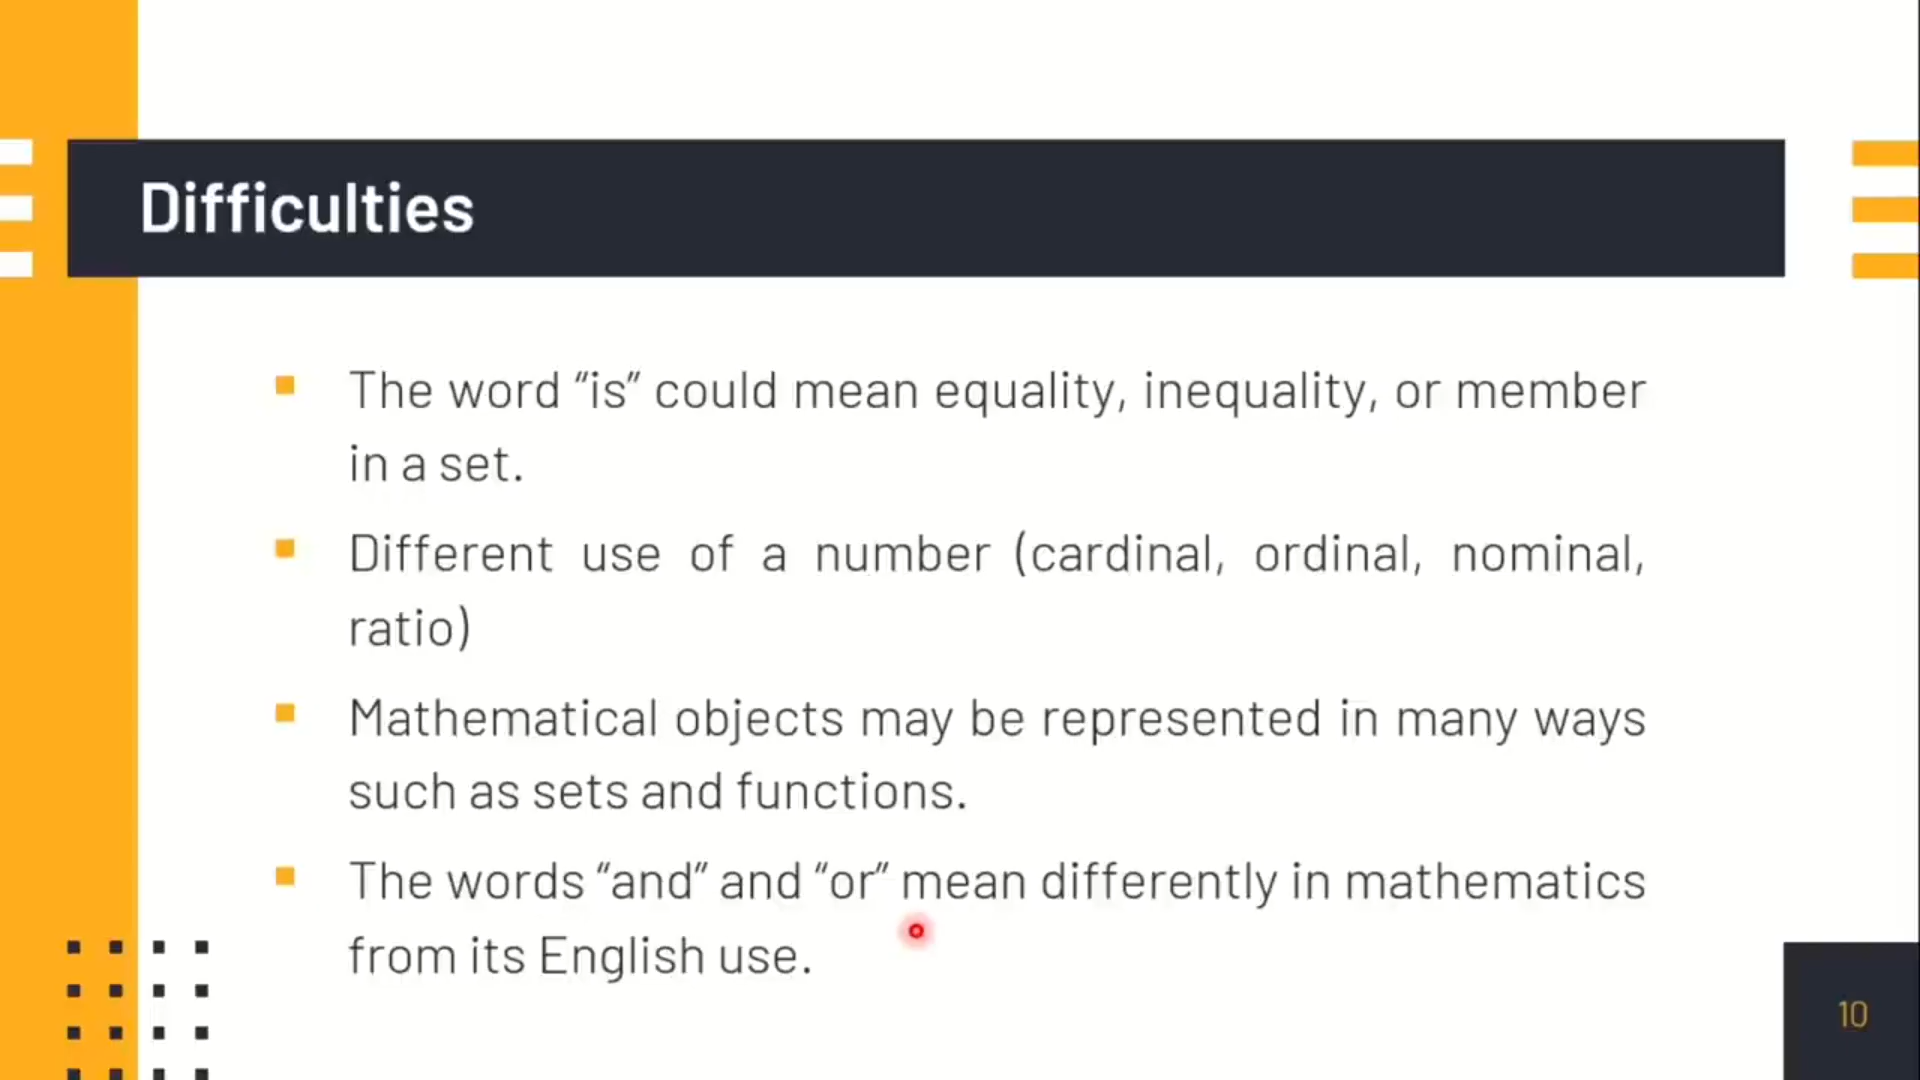 Difficulties
The word “is” could mean equality, inequality, or member
in a set.
Different use of a number (cardinal, ordinal, nominal,
ratio)
Mathematical objects may be represented in many ways
such as sets and functions.
The words “and” and “or” mean differently in mathematics
from its English use.
10